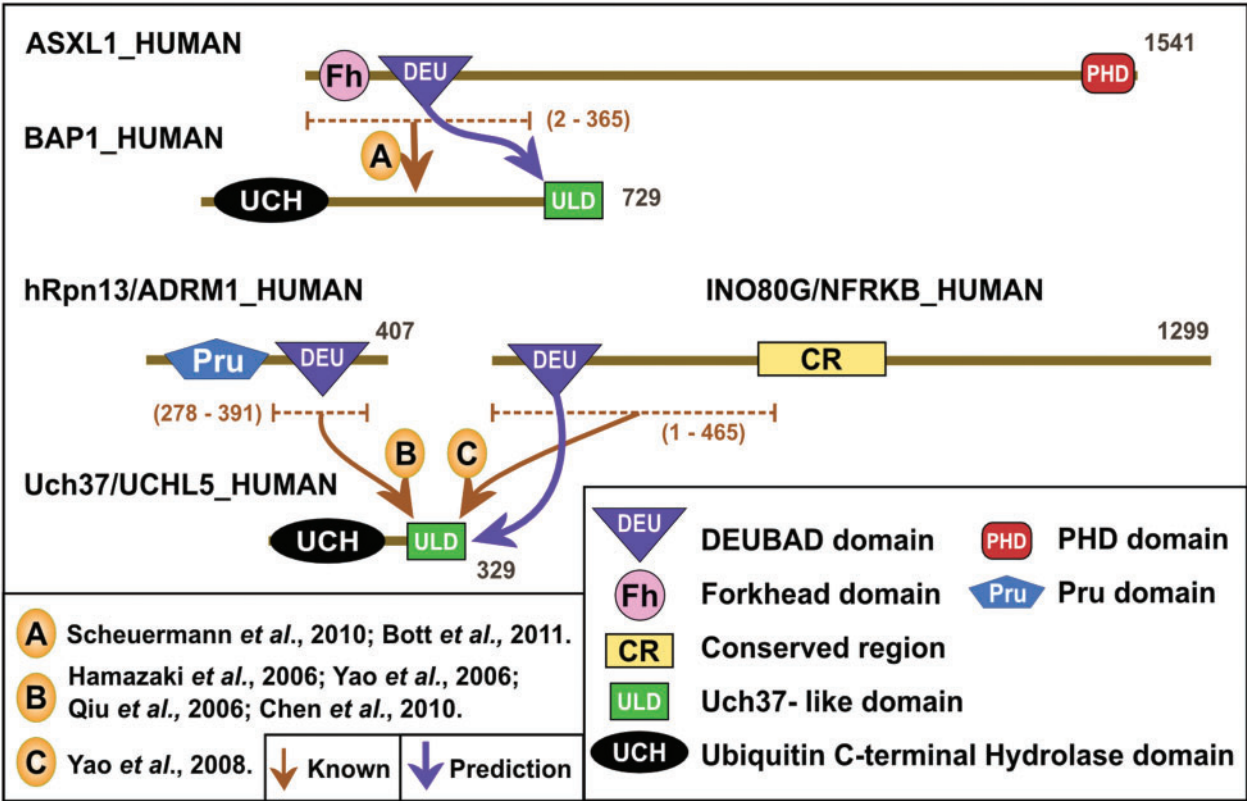 ASXL1_HUMAN
1541
Fh
DEU
PHD
(2 - 365)
BAP1_HUMAN
A
UCH
ULD
729
hRpn13/ADRM1_HUMAN
INO80G/NFRKB_HUMAN
407
1299
Pru
DEU
DEU
CR
(278 - 391)
(1 - 465)
B
C
Uch37/UCHL5_HUMAN
UCH
ULD
329
A Scheuermann et al., 2010; Bott et al., 2011.
B Hamazaki et al., 2006; Yao et al., 2006;
Qiu et al., 2006; Chen et al., 2010.
C Yao et al., 2008.
Known
Prediction
DEU DEUBAD domain
PHD PHD domain
Fh Forkhead domain
Pru Pru domain
CR Conserved region
ULD Uch37- like domain
UCH Ubiquitin C-terminal Hydrolase domain